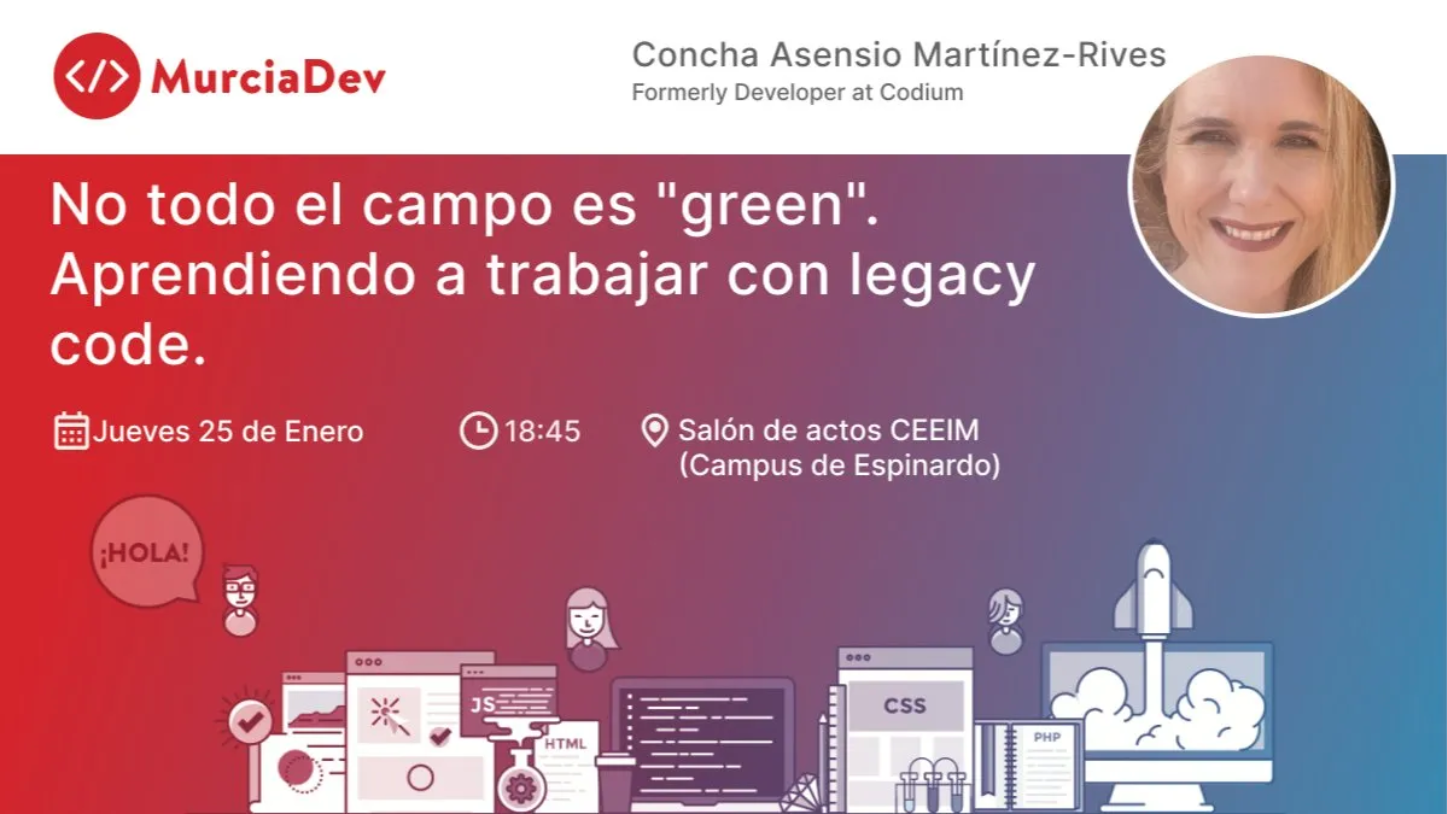 </> MurciaDev
Concha Asensio Martínez-Rives
Formerly Developer at Codium
No todo el campo es "green".
Aprendiendo a trabajar con legacy
code.
Jueves 25 de Enero
18:45
Salón de actos CEEIM
(Campus de Espinardo)
¡HOLA!
JS
HTML
CSS
PHP